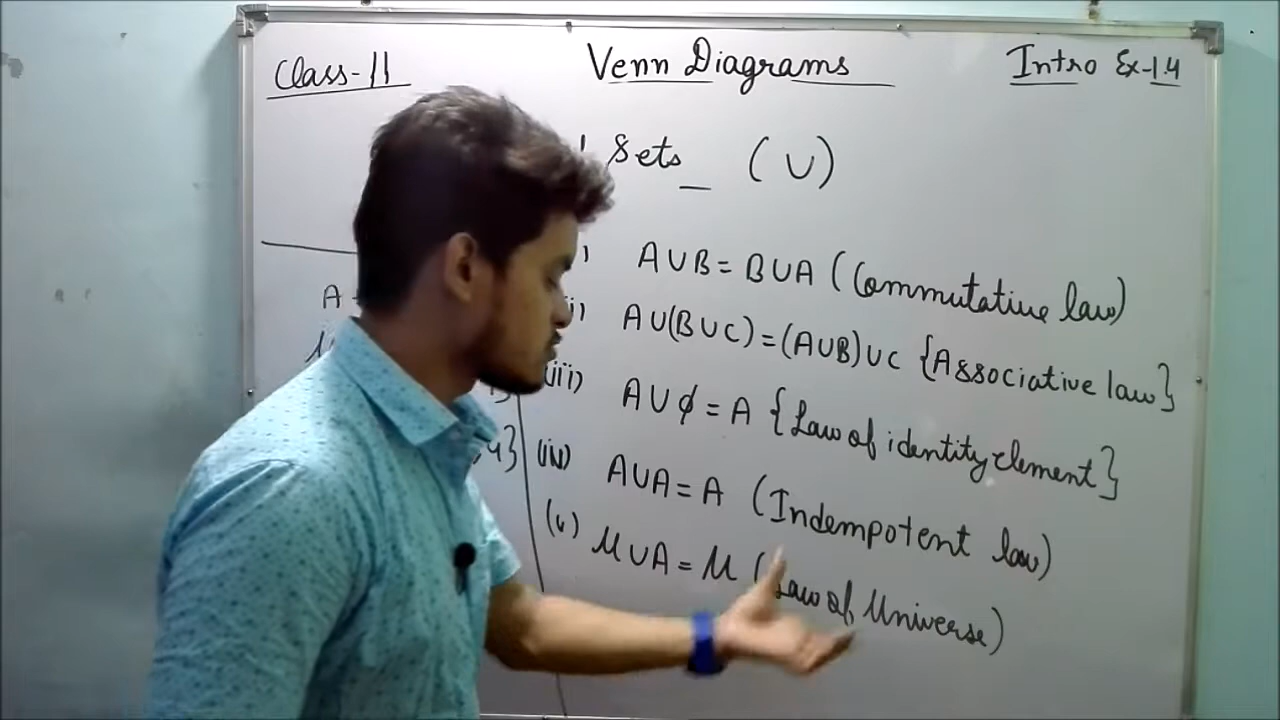 Class-11 Venn Diagrams Intro Ex-1.4
Sets (∪)
A∪B = B∪A (Commutative law)
A∪(B∪C) = (A∪B)∪C {Associative law}
iii) A∪ϕ = A {Law of identity element}
(iv) A∪A = A (Indempotent law)
(v) U∪A = U (Law of Universe)
A